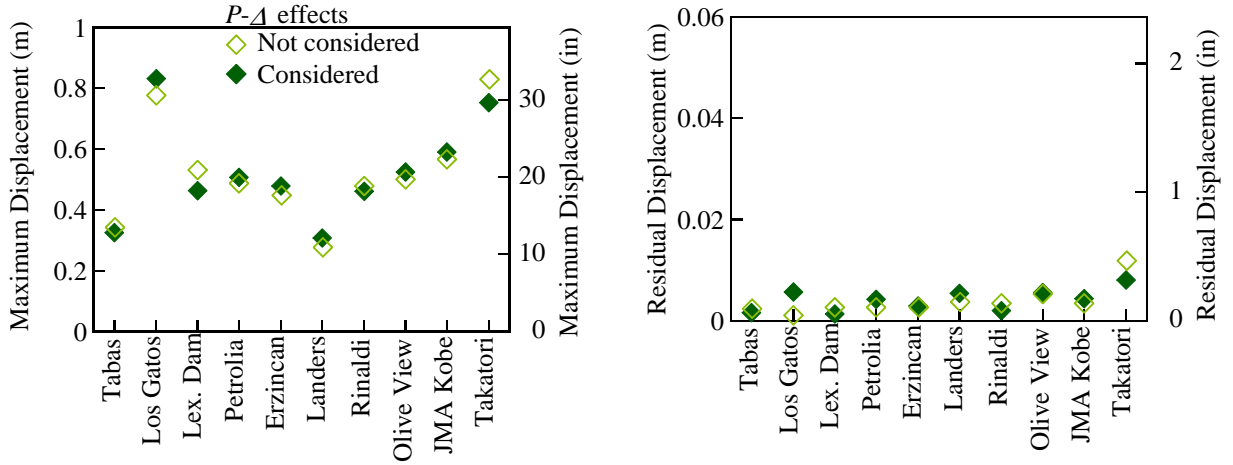 P-Δ effects
Not considered
Considered
Maximum Displacement (m)
1
0.8
0.6
0.4
0.2
0
Maximum Displacement (in)
30
20
10
0
Tabas
Los Gatos
Lex. Dam
Petrolia
Erzincan
Landers
Rinaldi
Olive View
JMA Kobe
Takatori
Residual Displacement (m)
0.06
0.04
0.02
0
Residual Displacement (in)
2
1
0
Tabas
Los Gatos
Lex. Dam
Petrolia
Erzincan
Landers
Rinaldi
Olive View
JMA Kobe
Takatori